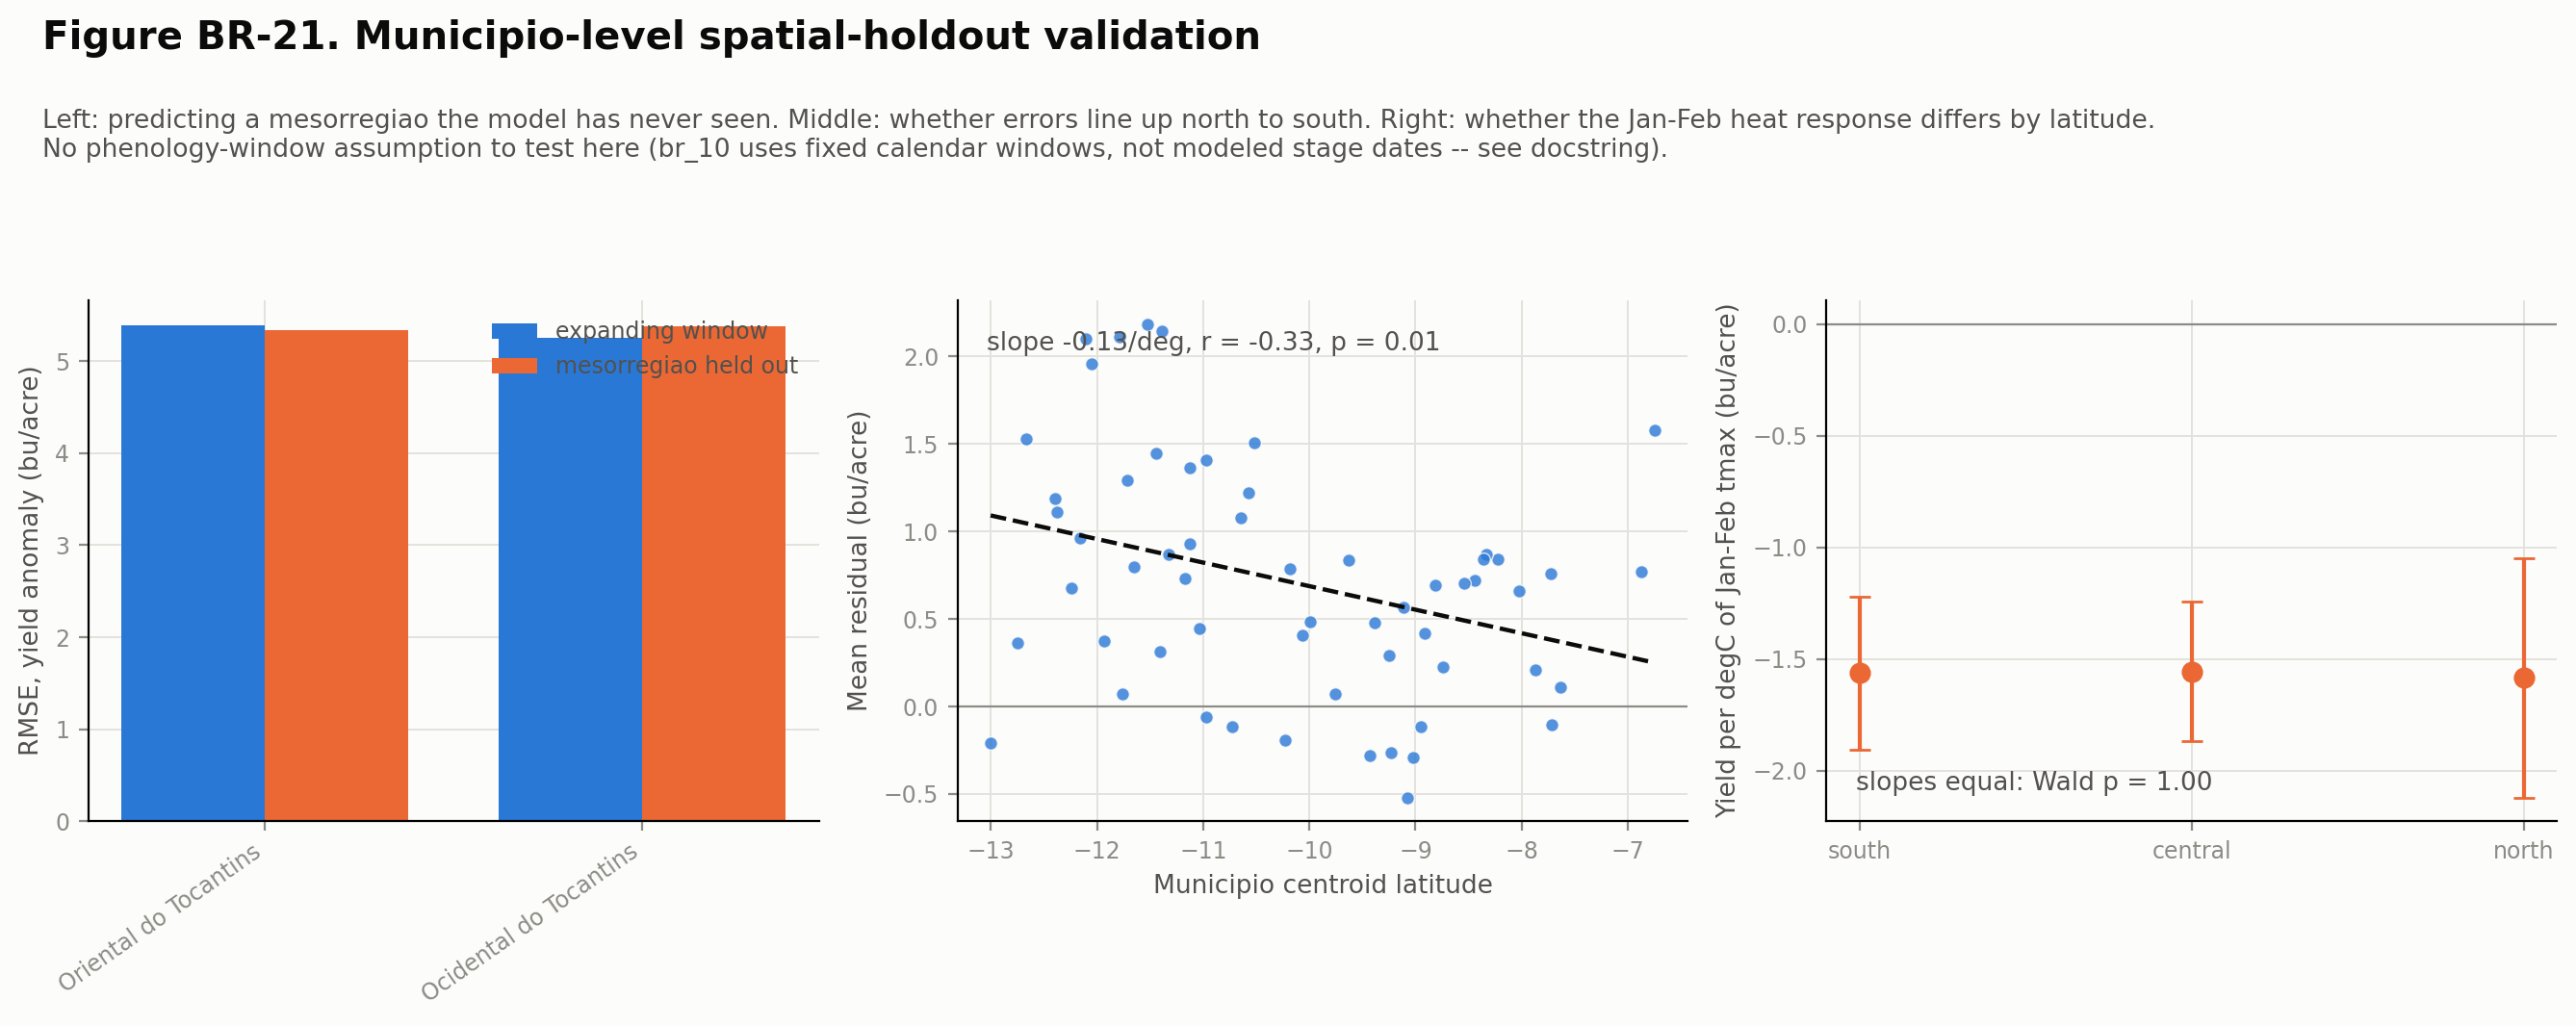 Figure BR-21. Municipio-level spatial-holdout validation
Left: predicting a mesorregiao the model has never seen. Middle: whether errors line up north to south. Right: whether the Jan-Feb heat response differs by latitude.
No phenology-window assumption to test here (br_10 uses fixed calendar windows, not modeled stage dates -- see docstring).
RMSE, yield anomaly (bu/acre)
5
4
3
2
1
0
expanding window
mesorregiao held out
Oriental do Tocantins
Ocidental do Tocantins
Mean residual (bu/acre)
2.0
1.5
1.0
0.5
0.0
−0.5
slope -0.13/deg, r = -0.33, p = 0.01
−13
−12
−11
−10
−9
−8
−7
Municipio centroid latitude
Yield per degC of Jan-Feb tmax (bu/acre)
0.0
−0.5
−1.0
−1.5
−2.0
slopes equal: Wald p = 1.00
south
central
north